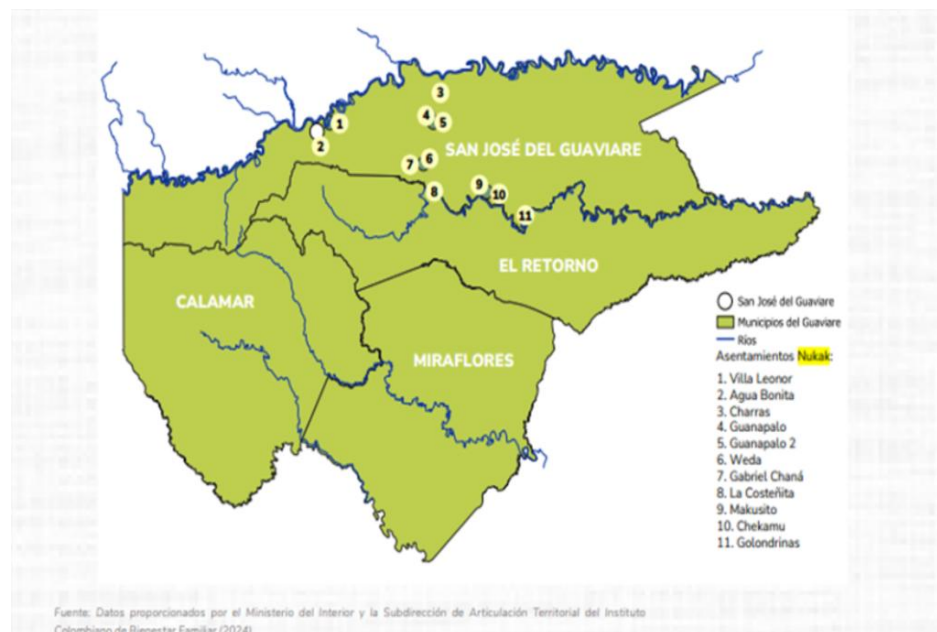 3
1
4
5
2
SAN JOSÉ DEL GUAVIARE
6
7
9
8
10
11
EL RETORNO
CALAMAR
MIRAFLORES
San José del Guaviare
Municipios del Guaviare
Ríos
Asentamientos Nukak:
1. Villa Leonor
2. Agua Bonita
3. Charras
4. Guanapalo
5. Guanapalo 2
6. Weda
7. Gabriel Chaná
8. La Costeñita
9. Makusito
10. Chekamu
11. Golondrinas
Fuente: Datos proporcionados por el Ministerio del Interior y la Subdirección de Articulación Territorial del Instituto
Colombiano de Bienestar Familiar (2024)